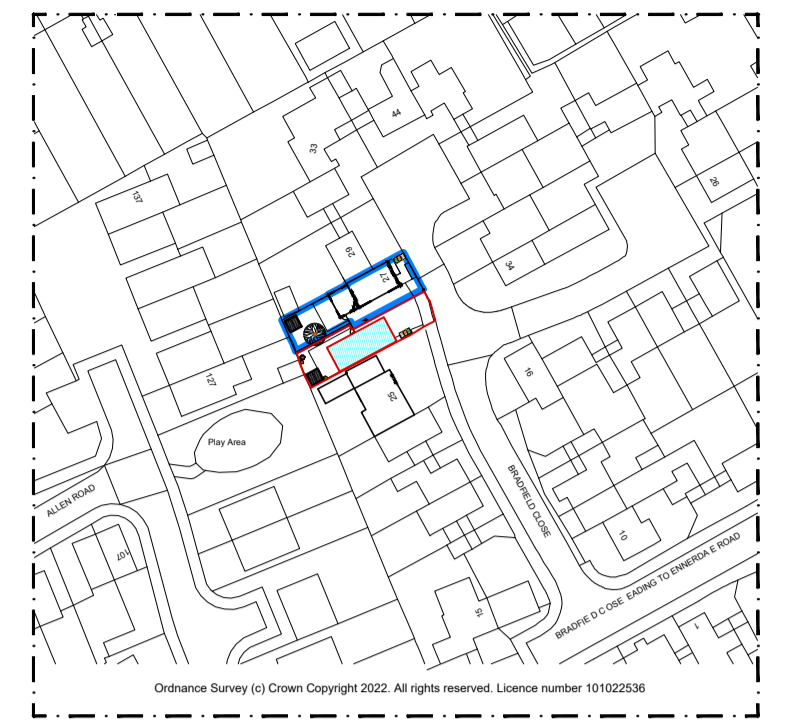 44
33
137
26
29
34
27
127
16
25
Play Area
BRADFIELD CLOSE
ALLEN ROAD
10
107
BRADFIE D C OSE EADING TO ENNERDA E ROAD
15
1
Ordnance Survey (c) Crown Copyright 2022. All rights reserved. Licence number 101022536